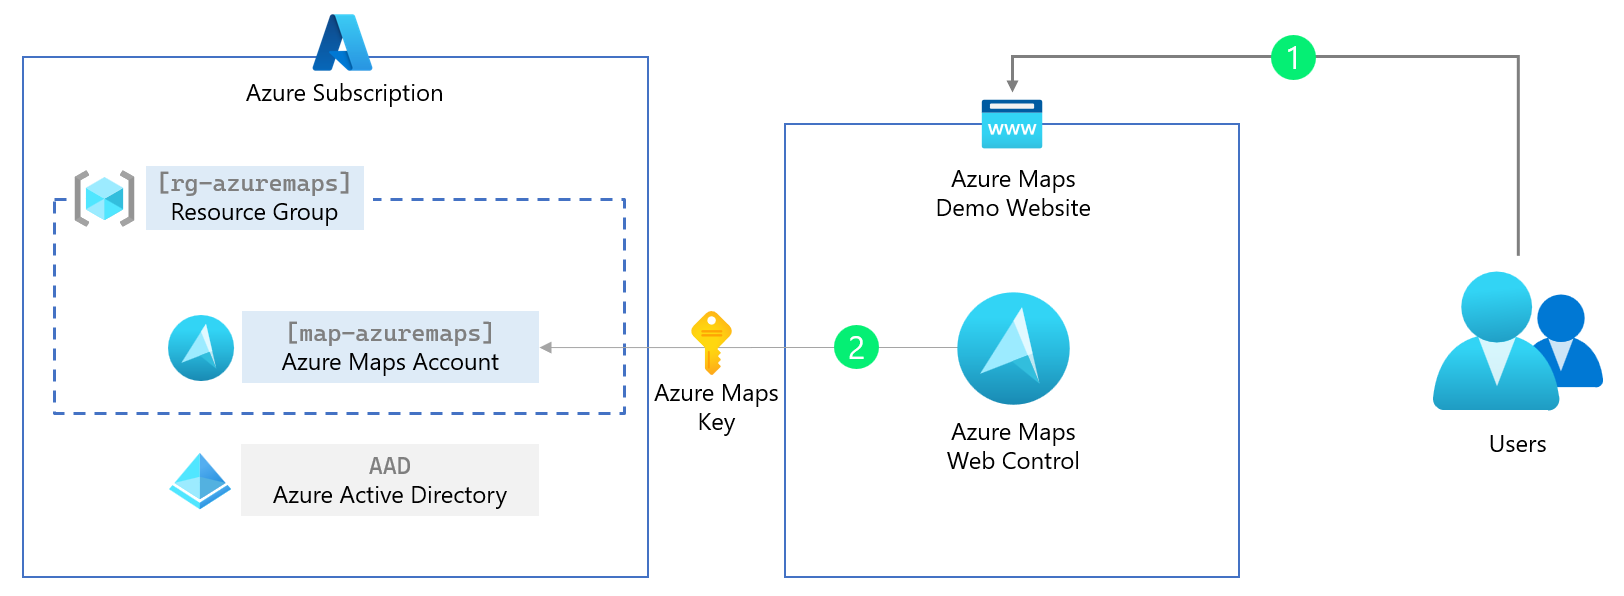 Azure Subscription
[rg-azuremaps]
Resource Group
[map-azuremaps]
Azure Maps Account
AAD
Azure Active Directory
Azure Maps
Key
2
www
Azure Maps
Demo Website
Azure Maps
Web Control
1
Users